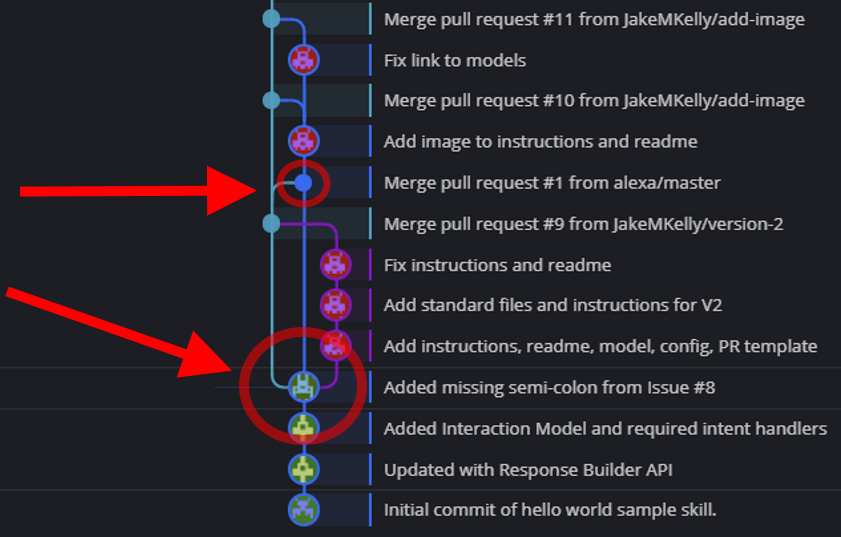 Merge pull request #11 from JakeMKelly/add-image
Fix link to models
Merge pull request #10 from JakeMKelly/add-image
Add image to instructions and readme
Merge pull request #1 from alexa/master
Merge pull request #9 from JakeMKelly/version-2
Fix instructions and readme
Add standard files and instructions for V2
Add instructions, readme, model, config, PR template
Added missing semi-colon from Issue #8
Added Interaction Model and required intent handlers
Updated with Response Builder API
Initial commit of hello world sample skill.